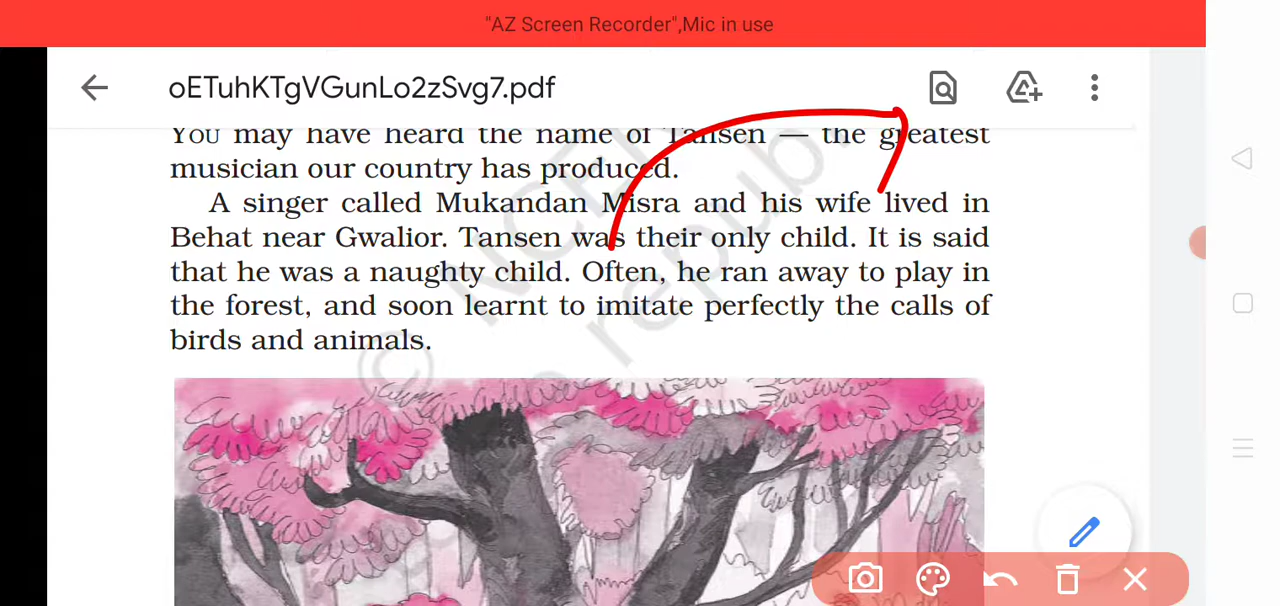 "AZ Screen Recorder",Mic in use
oETuhKTgVGunLo2zSvg7.pdf
YOU may have heard the name of Tansen — the greatest
musician our country has produced.
A singer called Mukandan Misra and his wife lived in
Behat near Gwalior. Tansen was their only child. It is said
that he was a naughty child. Often, he ran away to play in
the forest, and soon learnt to imitate perfectly the calls of
birds and animals.
©
republ